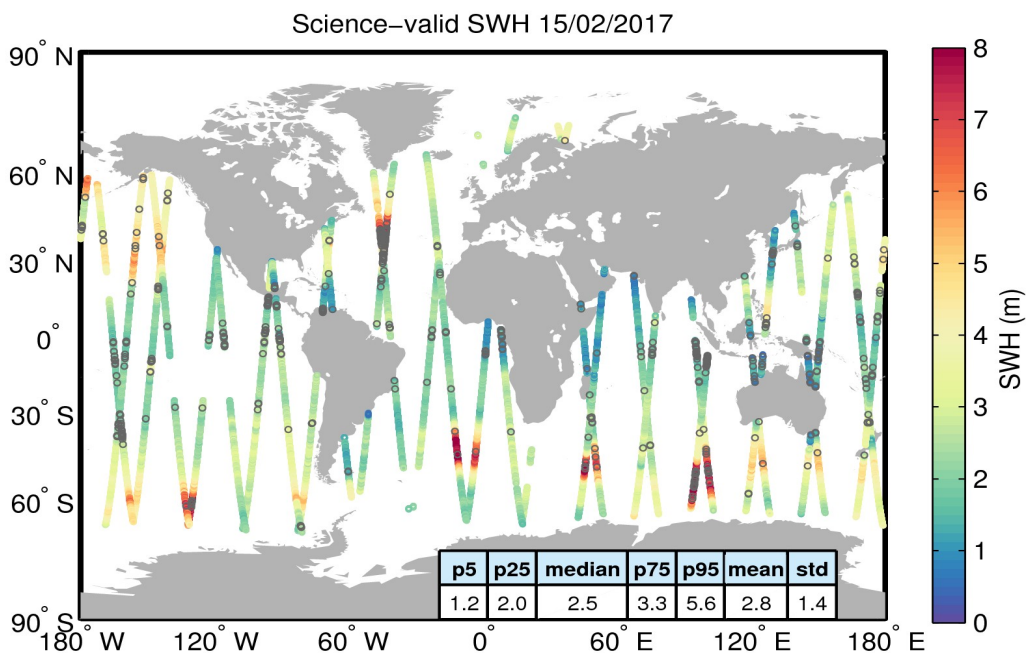 Science−valid SWH 15/02/2017
90° N
60° N
30° N
0°
30° S
60° S
90° S
180° W
120° W
60° W
0°
60° E
120° E
180° E
p5 p25 median p75 p95 mean std
1.2 2.0 2.5 3.3 5.6 2.8 1.4
8
7
6
5
4
3
2
1
0
SWH (m)